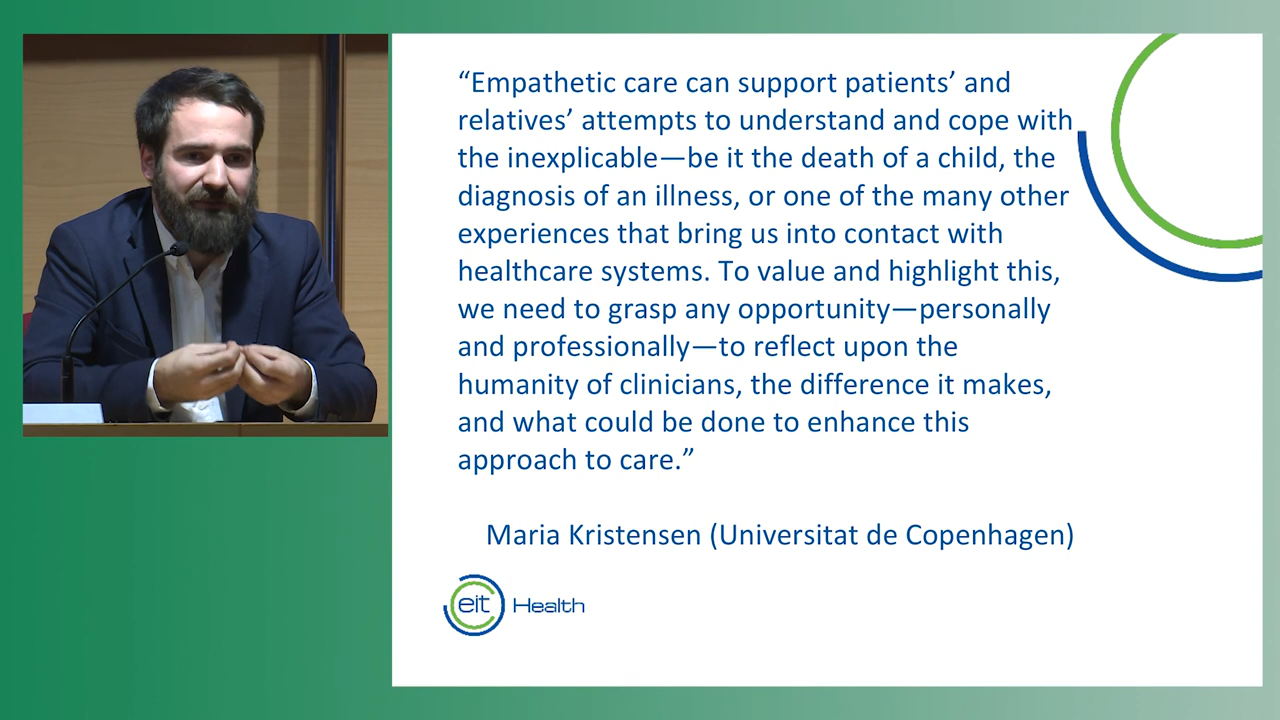 “Empathetic care can support patients’ and
relatives’ attempts to understand and cope with
the inexplicable—be it the death of a child, the
diagnosis of an illness, or one of the many other
experiences that bring us into contact with
healthcare systems. To value and highlight this,
we need to grasp any opportunity—personally
and professionally—to reflect upon the
humanity of clinicians, the difference it makes,
and what could be done to enhance this
approach to care.”
Maria Kristensen (Universitat de Copenhagen)
eit Health